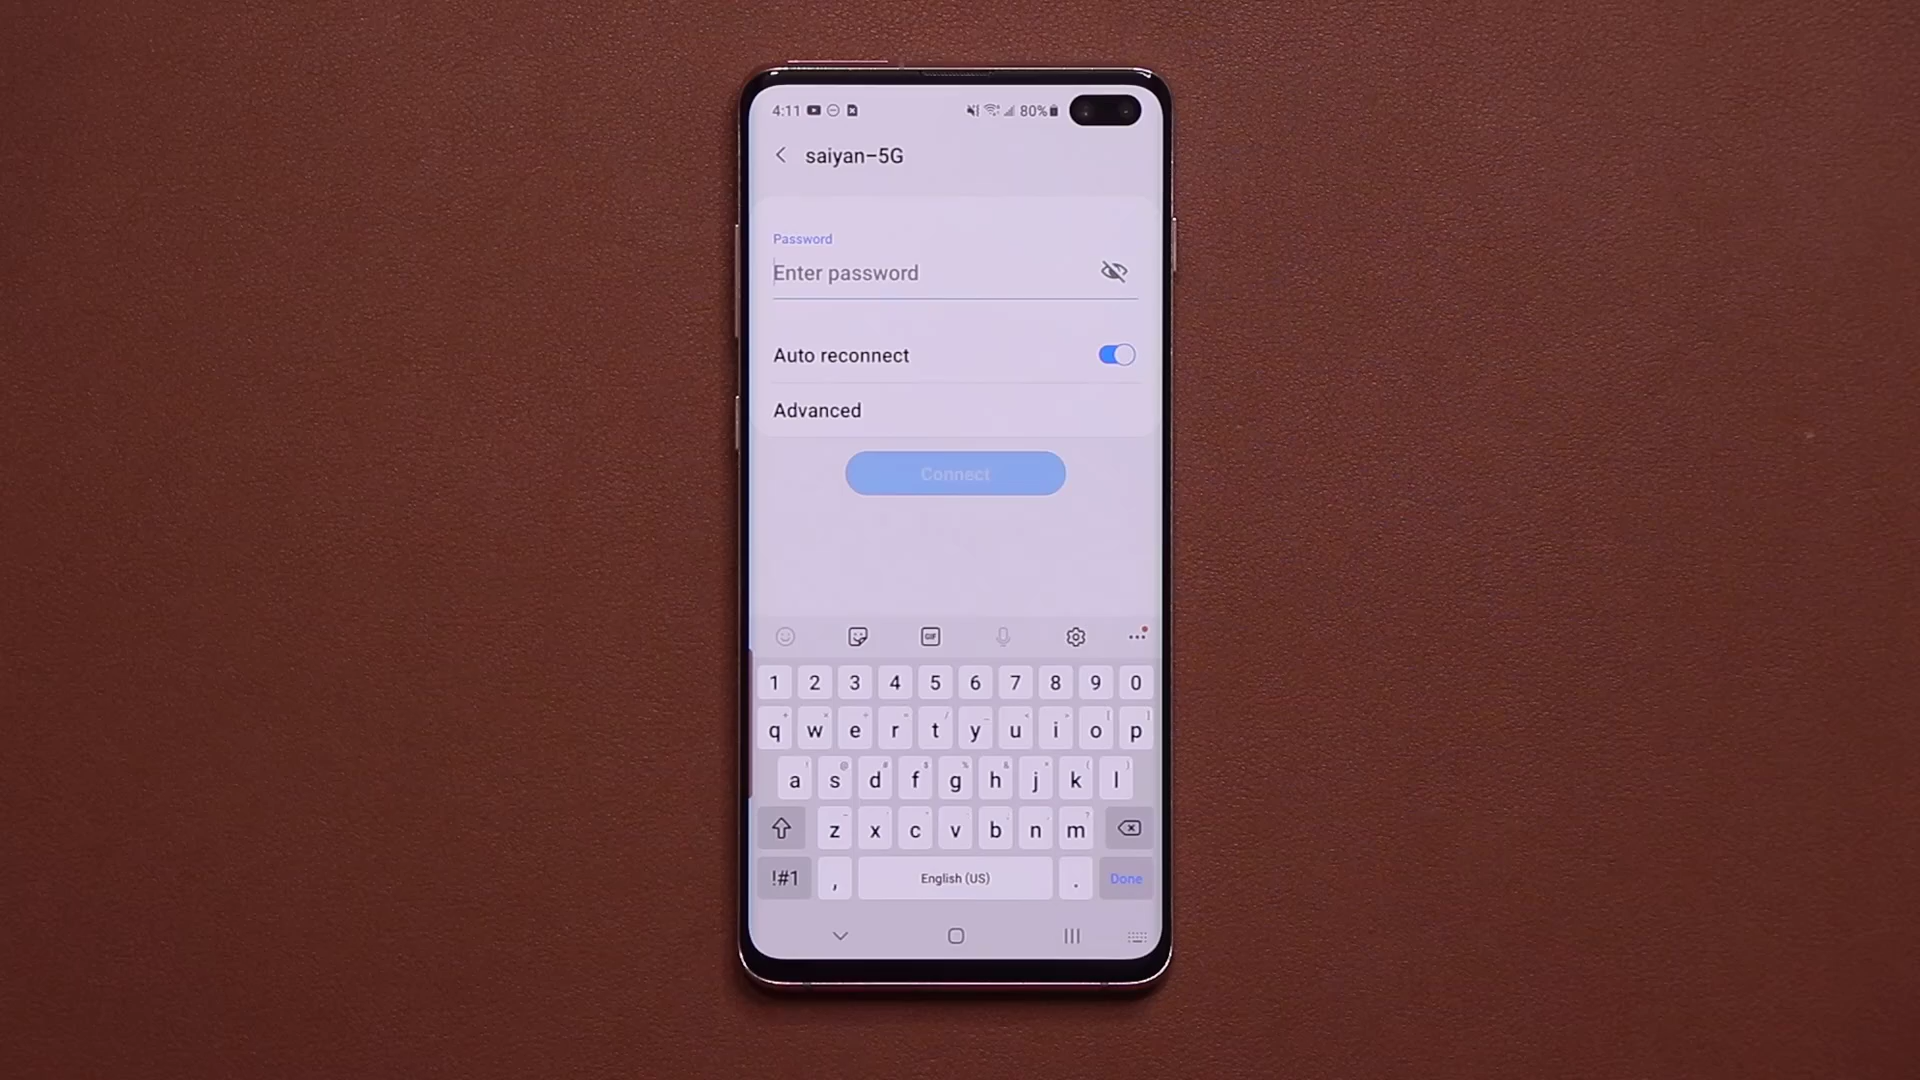 4:11 80%
saiyan-5G
Password
Enter password
Auto reconnect
Advanced
Connect
GIF
1 2 3 4 5 6 7 8 9 0
q w e r t y u i o p
a s d f g h j k l
z x c v b n m
!#1 , English (US) . Done